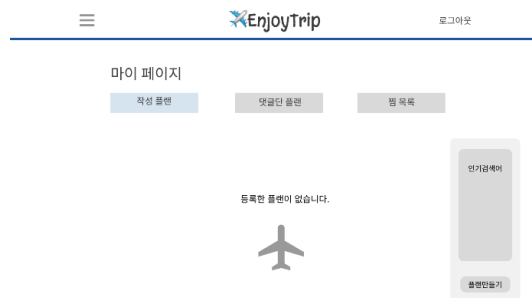 EnjoyTrip
로그아웃
마이 페이지
작성 플랜
댓글단 플랜
찜 목록
인기검색어
등록한 플랜이 없습니다.
플랜만들기